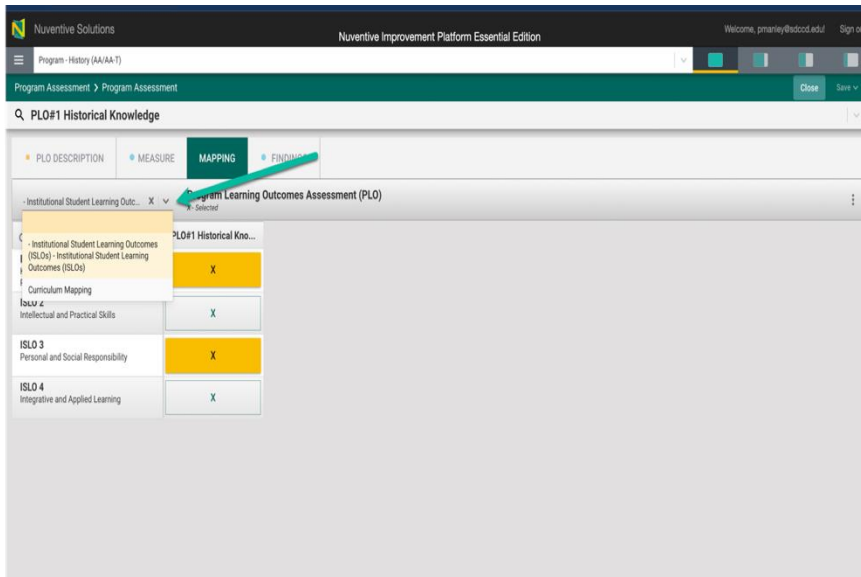 N Nuventive Solutions
Nuventive Improvement Platform Essential Edition
Welcome, pmanley@sdccd.edu!
Sign o
Program - History (AA/AA-T)
Program Assessment > Program Assessment
Close
Save
PLO#1 Historical Knowledge
PLO DESCRIPTION
MEASURE
MAPPING
- Institutional Student Learning Outc... X
Program Learning Outcomes Assessment (PLO)
X - Selected
PLO#1 Historical Kno...
- Institutional Student Learning Outcomes
(ISLOs) - Institutional Student Learning
Outcomes (ISLOs)
Curriculum Mapping
X
ISLO 2
Intellectual and Practical Skills
X
ISLO 3
Personal and Social Responsibility
X
ISLO 4
Integrative and Applied Learning
X